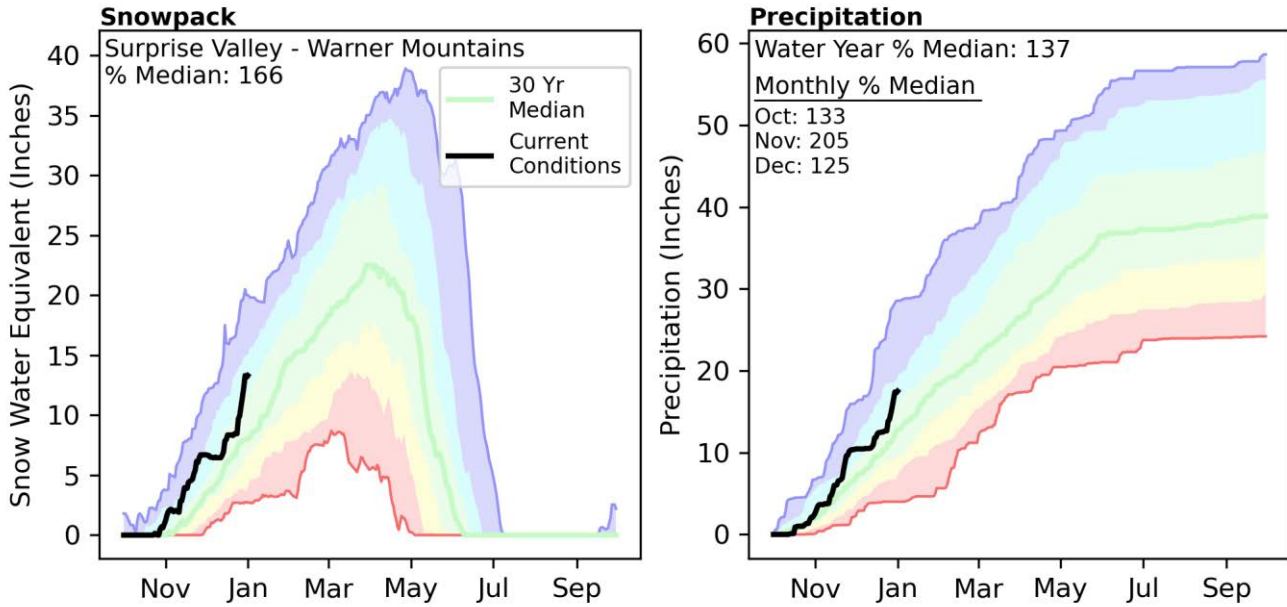 Snowpack
Surprise Valley - Warner Mountains
% Median: 166
30 Yr
Median
Current
Conditions
Snow Water Equivalent (Inches)
40
35
30
25
20
15
10
5
0
Nov Jan Mar May Jul Sep
Precipitation
Water Year % Median: 137
Monthly % Median
Oct: 133
Nov: 205
Dec: 125
Precipitation (Inches)
60
50
40
30
20
10
0
Nov Jan Mar May Jul Sep